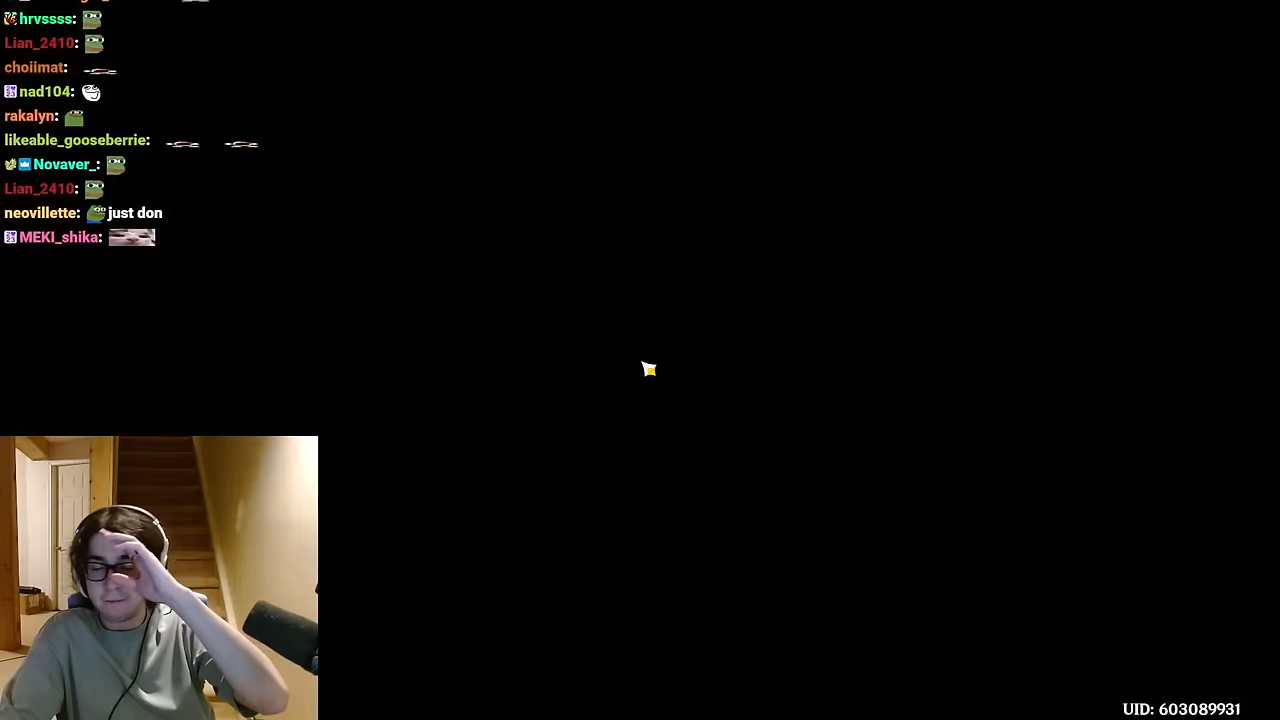 hrvssss:
Lian_2410:
choiimat:
nad104:
rakalyn:
likeable_gooseberrie:
Novaver_:
Lian_2410:
neovillette: just don
MEKI_shika:
UID: 603089931